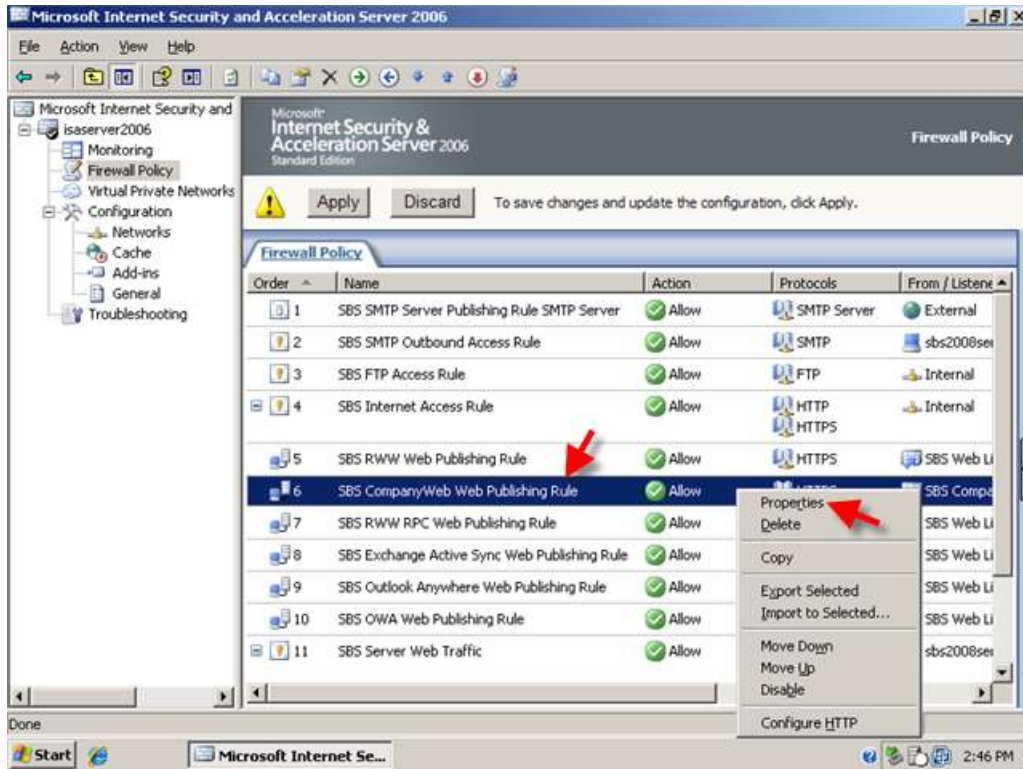 Microsoft Internet Security and Acceleration Server 2006
File Action View Help
Microsoft Internet Security and
isaserver2006
Monitoring
Firewall Policy
Virtual Private Networks
Configuration
Networks
Cache
Add-ins
General
Troubleshooting
Microsoft
Internet Security &
Acceleration Server 2006
Standard Edition
Firewall Policy
Apply Discard To save changes and update the configuration, click Apply.
Firewall Policy
Order Name Action Protocols From / Listene
1 SBS SMTP Server Publishing Rule SMTP Server Allow SMTP Server External
2 SBS SMTP Outbound Access Rule Allow SMTP sbs2008ser
3 SBS FTP Access Rule Allow FTP Internal
4 SBS Internet Access Rule Allow HTTP Internal
HTTPS
5 SBS RWW Web Publishing Rule Allow HTTPS SBS Web Li
6 SBS CompanyWeb Web Publishing Rule Allow HTTPS SBS Compa
7 SBS RWW RPC Web Publishing Rule Allow SBS Web Li
8 SBS Exchange Active Sync Web Publishing Rule Allow SBS Web Li
9 SBS Outlook Anywhere Web Publishing Rule Allow SBS Web Li
10 SBS OWA Web Publishing Rule Allow SBS Web Li
11 SBS Server Web Traffic Allow sbs2008ser
Properties
Delete
Copy
Export Selected
Import to Selected...
Move Down
Move Up
Disable
Configure HTTP
Done
Start Microsoft Internet Se... 2:46 PM